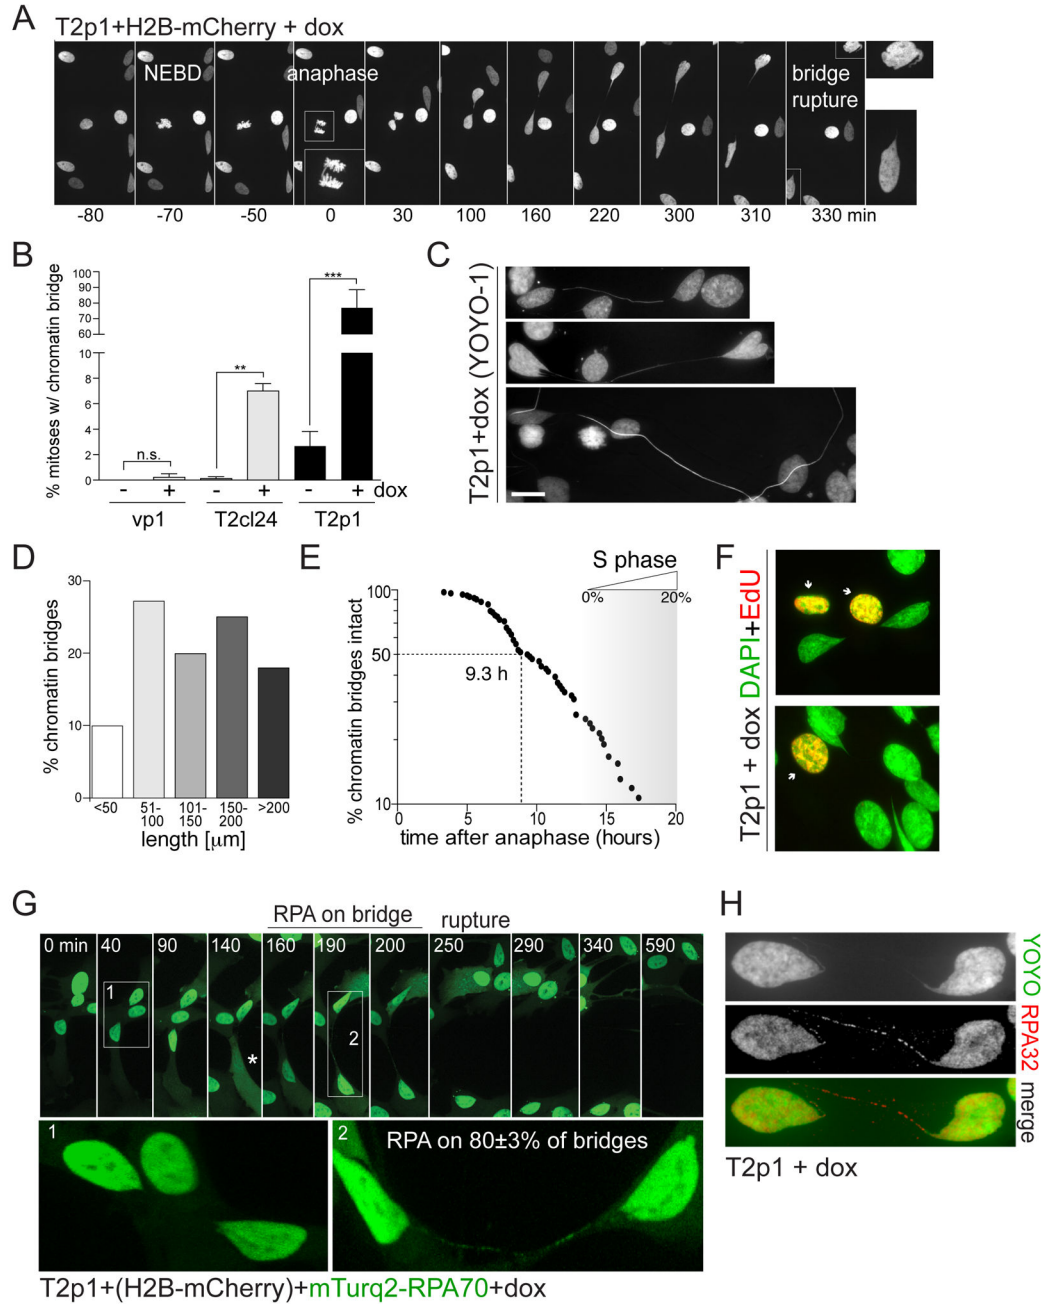 A
T2p1+H2B-mCherry + dox
NEBD
anaphase
bridge
rupture
-80
-70
-50
0
30
100
160
220
300
310
330 min
B
% mitoses w/ chromatin bridge
100
90
80
70
60
10
8
6
4
2
0
n.s.
**
***
- + - + - + dox
vp1
T2cl24
T2p1
C
T2p1+dox (YOYO-1)
D
% chromatin bridges
30
20
10
0
<50
51-
100
101-
150
150-
200
>200
length [µm]
E
S phase
0%
20%
% chromatin bridges intact
100
50
10
9.3 h
0
5
10
15
20
time after anaphase (hours)
F
T2p1 + dox DAPI+EdU
G
RPA on bridge
rupture
0 min
40
90
140
160
190
200
250
290
340
590
1
2
*
1
2
RPA on 80±3% of bridges
T2p1+(H2B-mCherry)+mTurq2-RPA70+dox
H
YOYO
RPA32
merge
T2p1 + dox